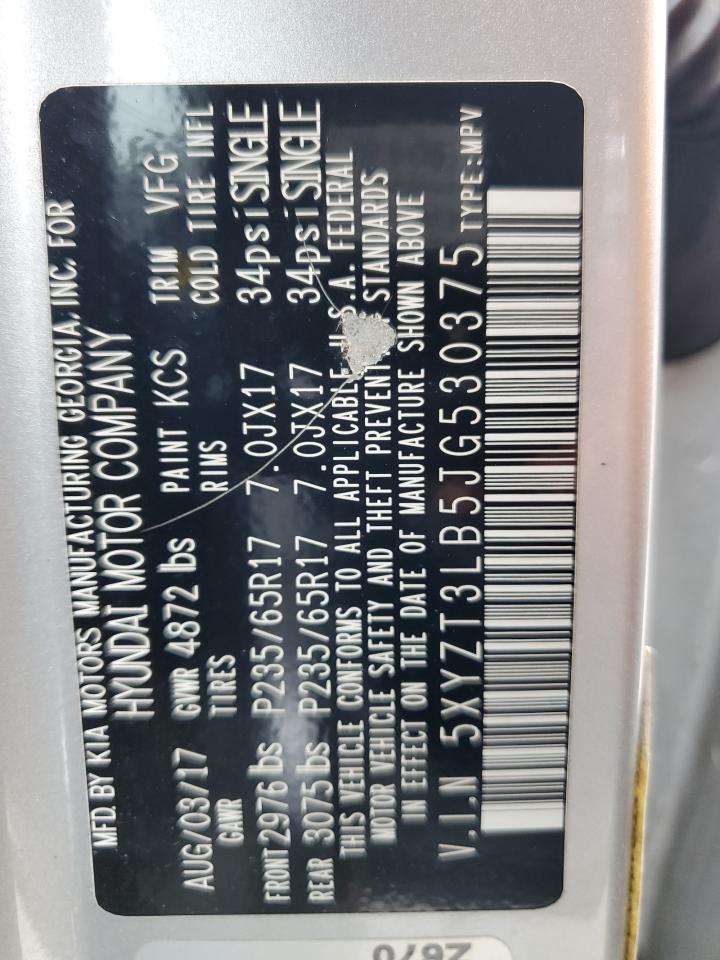 MFD. BY KIA MOTORS MANUFACTURING GEORGIA, INC. FOR
HYUNDAI MOTOR COMPANY
AUG/03/17 GWR 4872 lbs PAINT KCS TRIM VFG
GAWR TIRES RIMS COLD TIRE INFL
FRONT 2976 lbs P235/65R17 7.0JX17 34psi SINGLE
REAR 3075 lbs P235/65R17 7.0JX17 34psi SINGLE
THIS VEHICLE CONFORMS TO ALL APPLICABLE U.S.A. FEDERAL
MOTOR VEHICLE SAFETY AND THEFT PREVENT STANDARDS
IN EFFECT ON THE DATE OF MANUFACTURE SHOWN ABOVE
V.I.N 5XYZT3LB5JG530375 TYPE:MPV